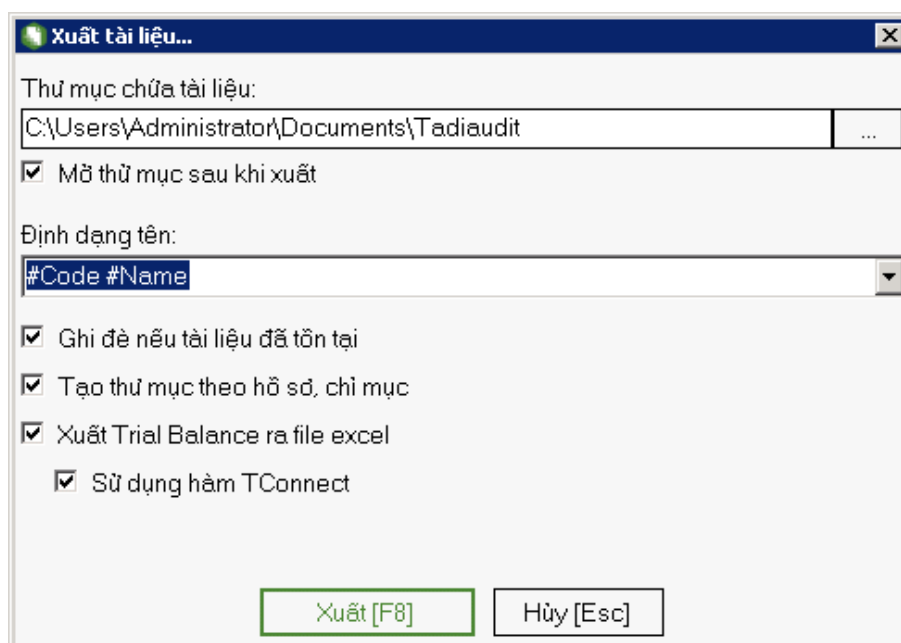 Xuất tài liệu...
Thư mục chứa tài liệu:
C:\Users\Administrator\Documents\Tadiaudit
...
Mở thử mục sau khi xuất
Định dạng tên:
#Code #Name
Ghi đè nếu tài liệu đã tồn tại
Tạo thư mục theo hồ sơ, chỉ mục
Xuất Trial Balance ra file excel
Sử dụng hàm TConnect
Xuất [F8]
Hủy [Esc]